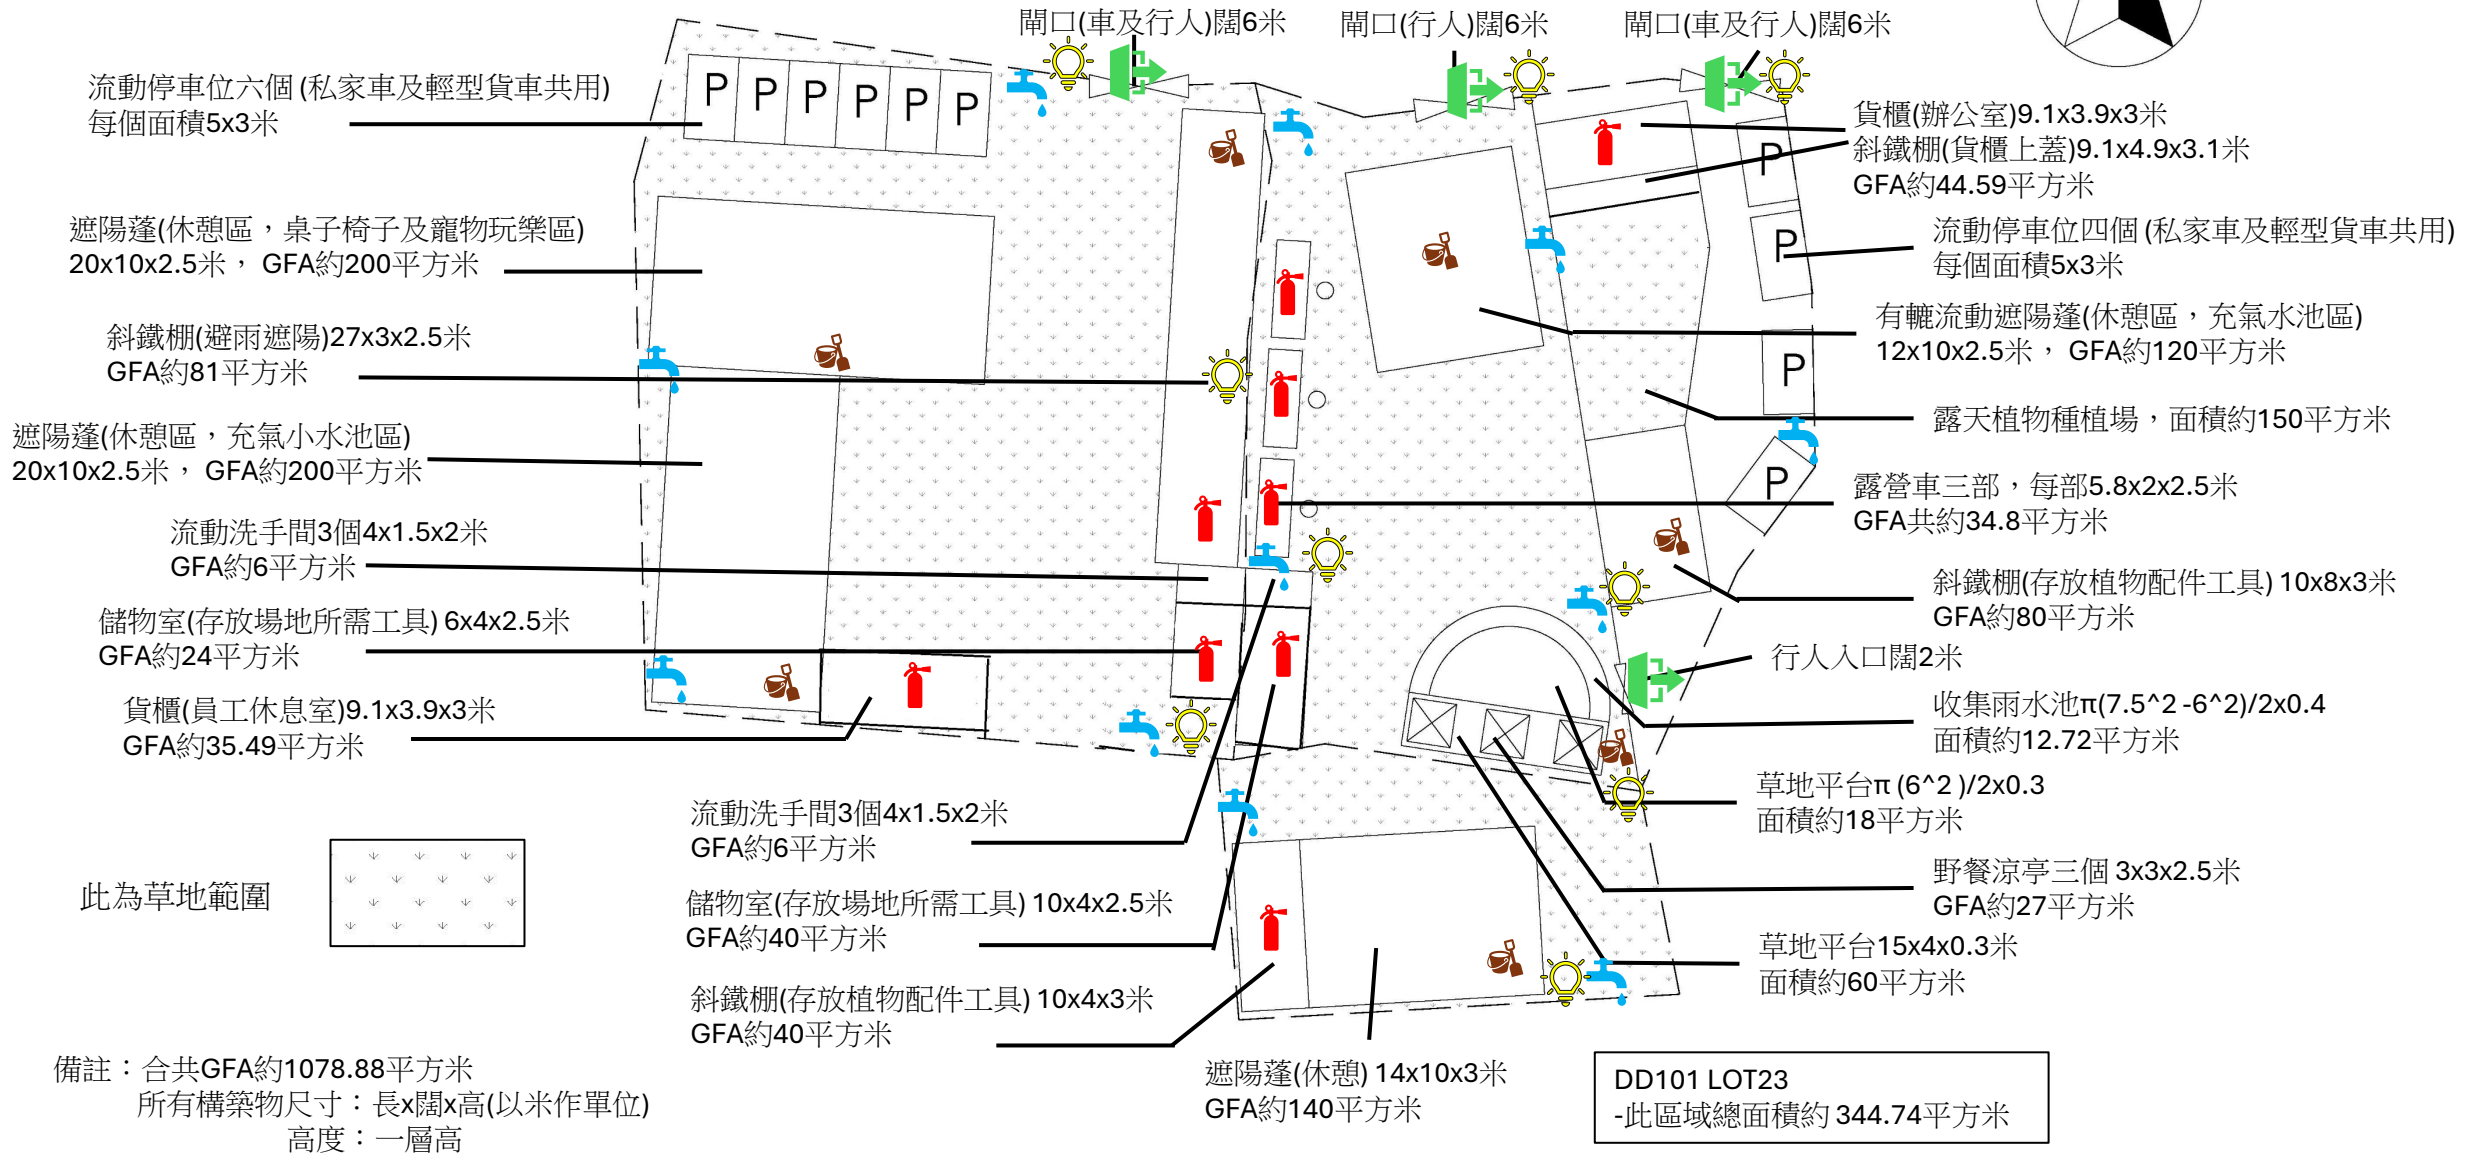 閘口(車及行人)闊6米
閘口(行人)闊6米
閘口(車及行人)闊6米
流動停車位六個 (私家車及輕型貨車共用)
每個面積5x3米
P P P P P P
遮陽蓬(休憩區，桌子椅子及寵物玩樂區)
20x10x2.5米， GFA約200平方米
斜鐵棚(避雨遮陽)27x3x2.5米
GFA約81平方米
遮陽蓬(休憩區，充氣小水池區)
20x10x2.5米， GFA約200平方米
流動洗手間3個4x1.5x2米
GFA約6平方米
儲物室(存放場地所需工具) 6x4x2.5米
GFA約24平方米
貨櫃(員工休息室)9.1x3.9x3米
GFA約35.49平方米
此為草地範圍
流動洗手間3個4x1.5x2米
GFA約6平方米
儲物室(存放場地所需工具) 10x4x2.5米
GFA約40平方米
斜鐵棚(存放植物配件工具) 10x4x3米
GFA約40平方米
遮陽蓬(休憩) 14x10x3米
GFA約140平方米
貨櫃(辦公室)9.1x3.9x3米
斜鐵棚(貨櫃上蓋)9.1x4.9x3.1米
GFA約44.59平方米
P
P
P
P
流動停車位四個 (私家車及輕型貨車共用)
每個面積5x3米
有轆流動遮陽蓬(休憩區，充氣水池區)
12x10x2.5米， GFA約120平方米
露天植物種植場，面積約150平方米
露營車三部，每部5.8x2x2.5米
GFA共約34.8平方米
斜鐵棚(存放植物配件工具) 10x8x3米
GFA約80平方米
行人入口闊2米
收集雨水池π(7.5^2 -6^2)/2x0.4
面積約12.72平方米
草地平台π (6^2 )/2x0.3
面積約18平方米
野餐涼亭三個 3x3x2.5米
GFA約27平方米
草地平台15x4x0.3米
面積約60平方米
備註：合共GFA約1078.88平方米
所有構築物尺寸：長x闊x高(以米作單位)
高度：一層高
DD101 LOT23
-此區域總面積約 344.74平方米